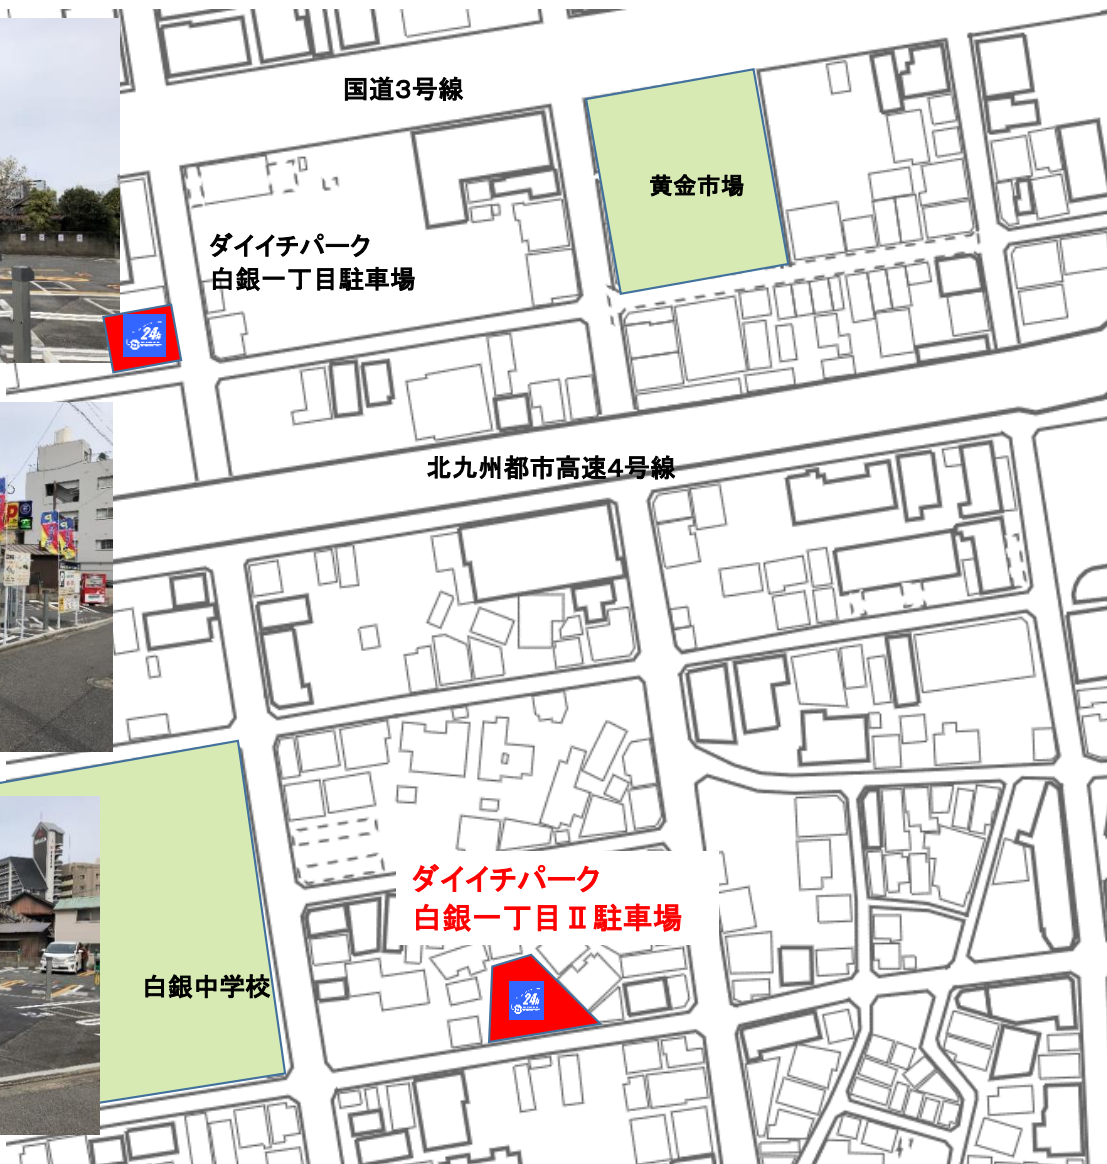 国道3号線
黄金市場
ダイイチパーク
白銀一丁目駐車場
24h
北九州都市高速4号線
ダイイチパーク
白銀一丁目Ⅱ駐車場
白銀中学校
24h